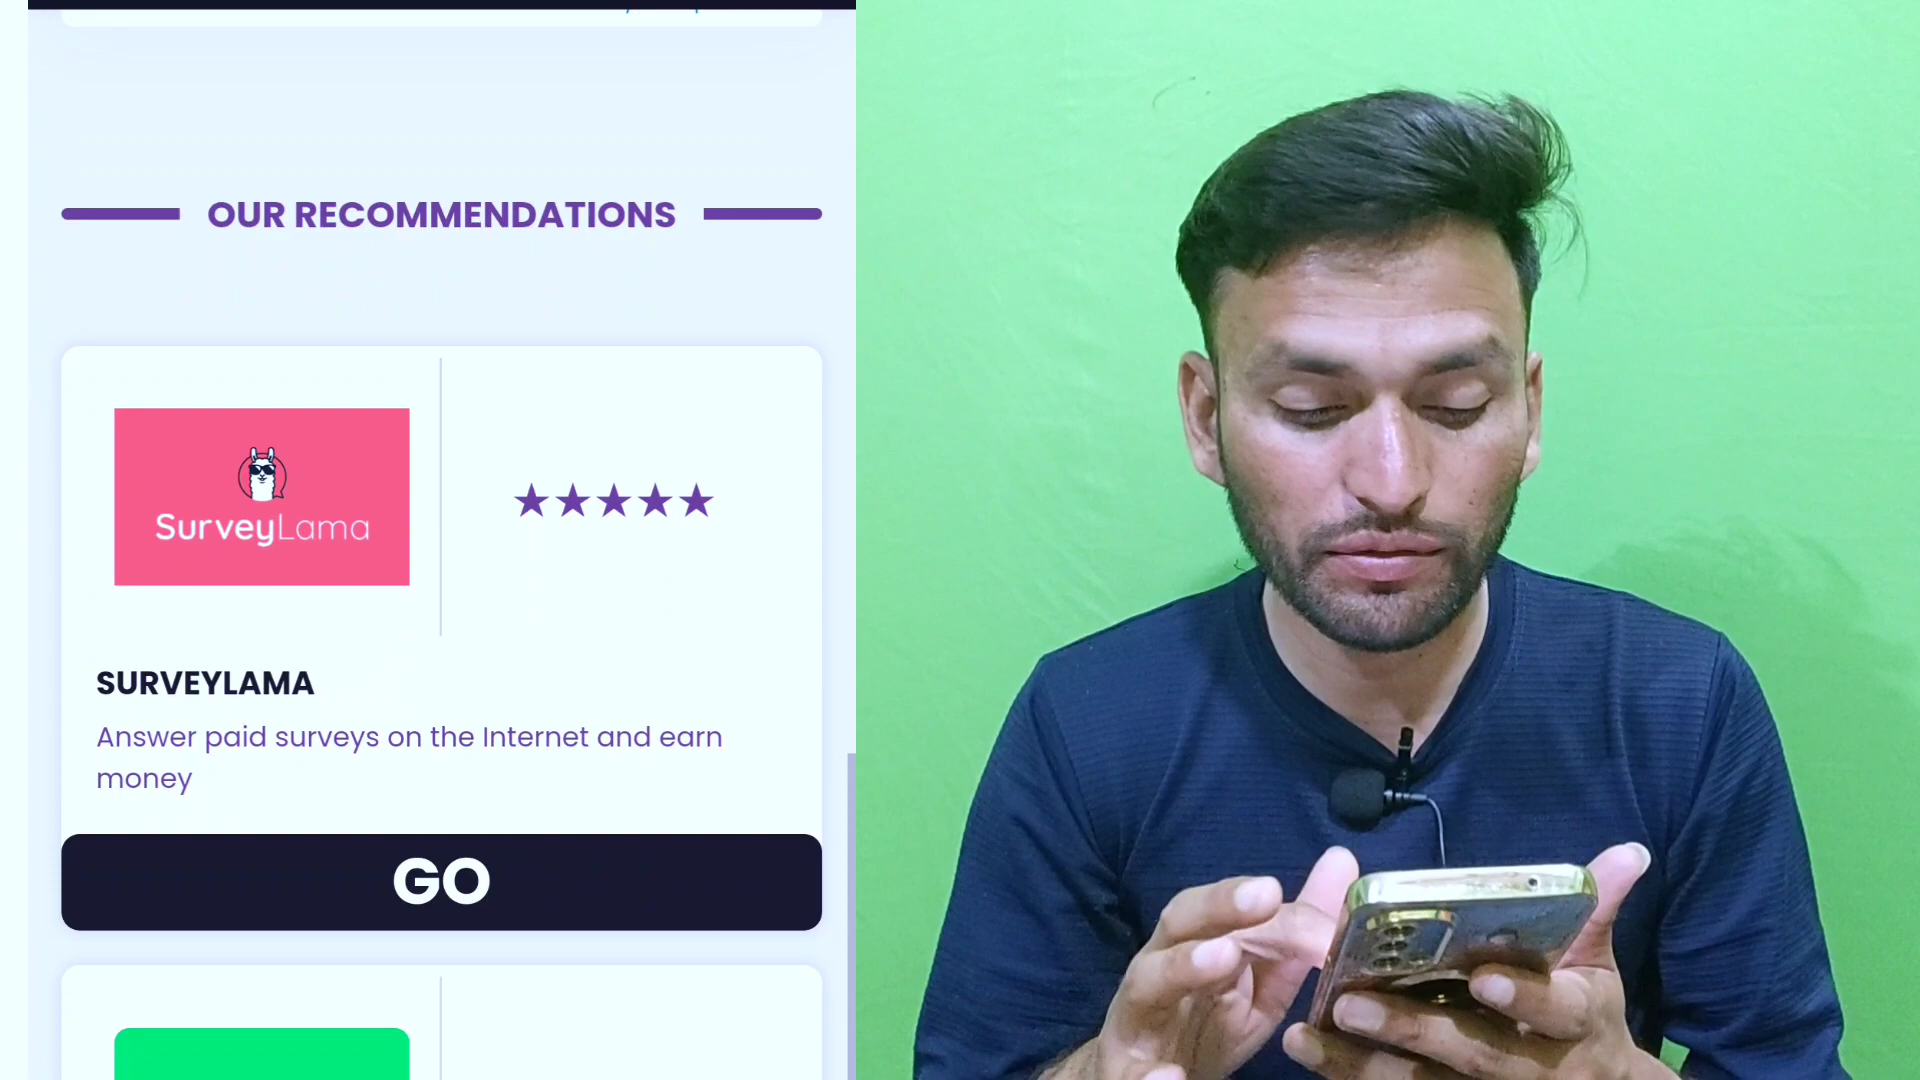 OUR RECOMMENDATIONS
SurveyLama
SURVEYLAMA
Answer paid surveys on the Internet and earn
money
GO